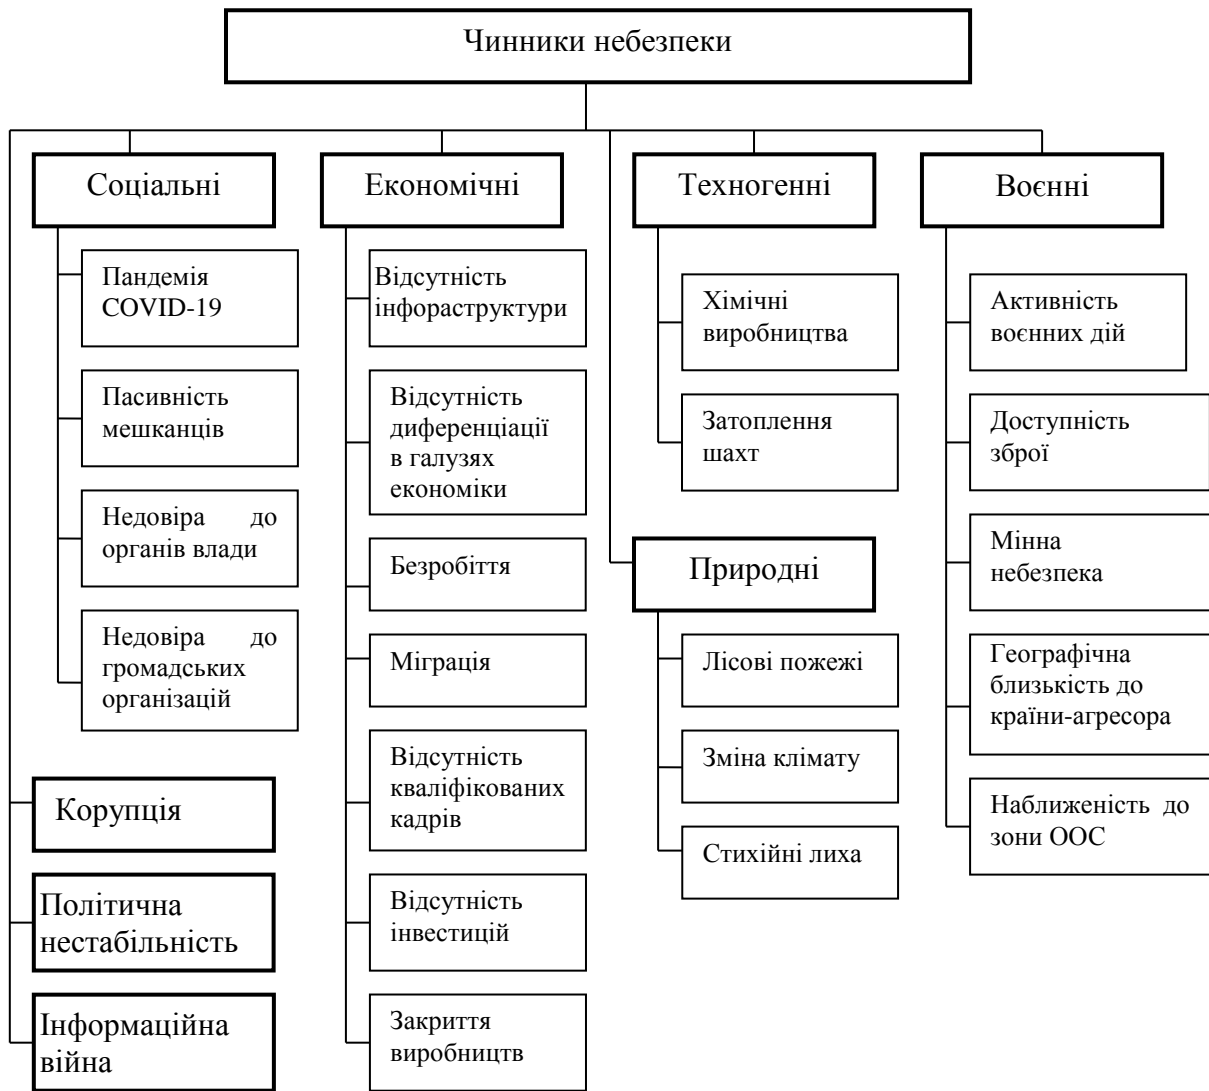 Чинники небезпеки
Соціальні
Пандемія
COVID-19
Пасивність
мешканців
Недовіра до
органів влади
Недовіра до
громадських
організацій
Корупція
Політична
нестабільність
Інформаційна
війна
Економічні
Відсутність
інфораструктури
Відсутність
диференціації
в галузях
економіки
Безробіття
Міграція
Відсутність
кваліфікованих
кадрів
Відсутність
інвестицій
Закриття
виробництв
Техногенні
Хімічні
виробництва
Затоплення
шахт
Природні
Лісові пожежі
Зміна клімату
Стихійні лиха
Воєнні
Активність
воєнних дій
Доступність
зброї
Мінна
небезпека
Географічна
близькість до
країни-агресора
Наближеність до
зони ООС